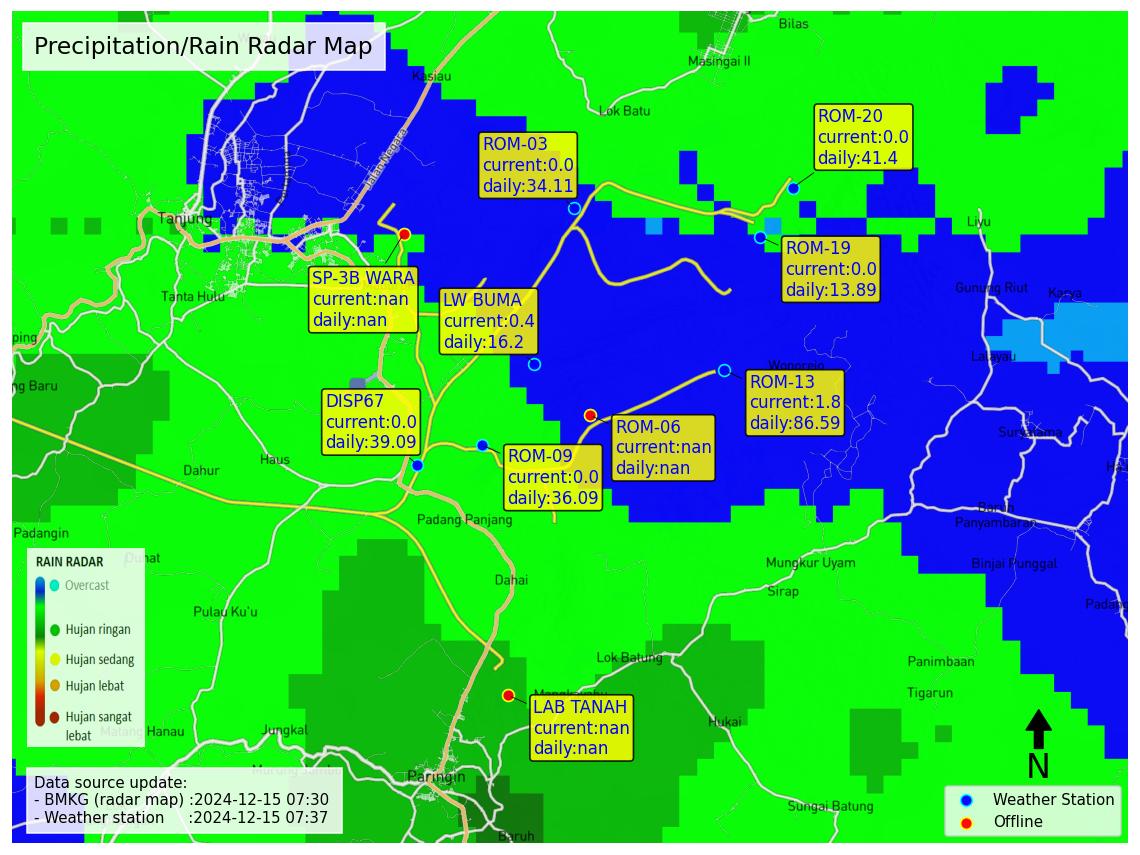 Precipitation/Rain Radar Map
Bilas
Masingai II
Kasiau
Lok Batu
Jalan Negara
ROM-20
current:0.0
daily:41.4
ROM-03
current:0.0
daily:34.11
Tanjung
Liyu
ROM-19
current:0.0
daily:13.89
SP-3B WARA
current:nan
daily:nan
LW BUMA
current:0.4
daily:16.2
Tanta Hulu
Gunung Riut
Karya
ping
Lalayau
Wonorejo
ng Baru
ROM-13
current:1.8
daily:86.59
DISP67
current:0.0
daily:39.09
ROM-06
current:nan
daily:nan
Suryatama
ROM-09
current:0.0
daily:36.09
Haus
Dahur
Padang Panjang
Buruh
Panyambaran
Padangin
RAIN RADAR
Overcast
Hujan ringan
Hujan sedang
Hujan lebat
Hujan sangat
lebat
Mungkur Uyam
Binjai Punggal
Dahai
Sirap
Padang
Pulau Ku`u
Lok Batung
Panimbaan
Tigarun
LAB TANAH
current:nan
daily:nan
Hukai
Manah Hanau
Jungkal
N
Paringin
Data source update:
- BMKG (radar map) :2024-12-15 07:30
- Weather station :2024-12-15 07:37
Sungai Batung
Baruh
Weather Station
Offline